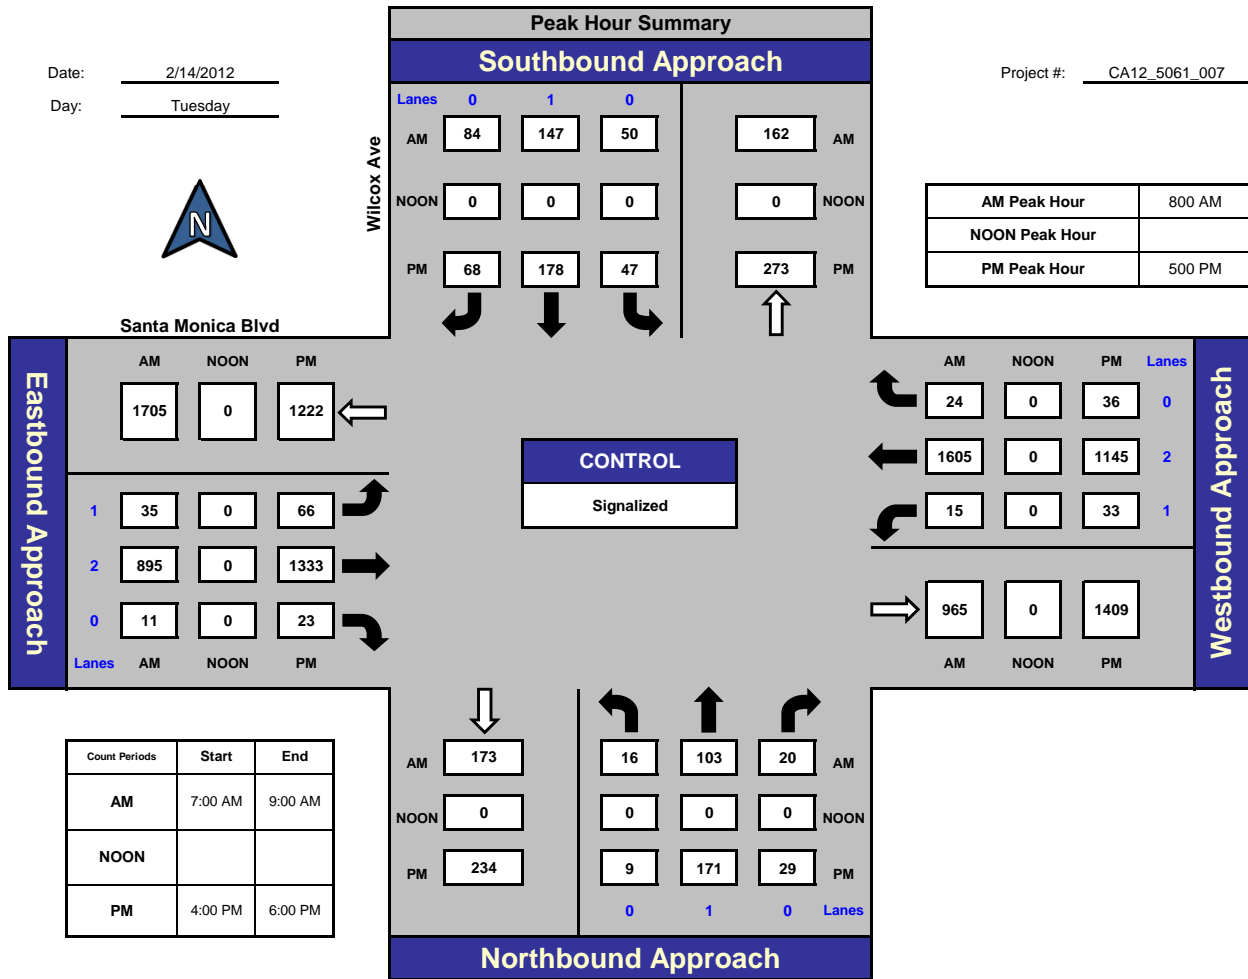 Peak Hour Summary
Southbound Approach
Date: 2/14/2012
Project #: CA12_5061_007
Day: Tuesday
Lanes 0 1 0
AM 84 147 50 162 AM
Wilcox Ave
NOON 0 0 0 0 NOON
PM 68 178 47 273 PM
N
AM Peak Hour 800 AM
NOON Peak Hour
PM Peak Hour 500 PM
Santa Monica Blvd
Eastbound Approach
AM NOON PM
1705 0 1222
1 35 0 66
2 895 0 1333
0 11 0 23
Lanes AM NOON PM
CONTROL
Signalized
AM NOON PM Lanes
24 0 36 0
1605 0 1145 2
15 0 33 1
965 0 1409
AM NOON PM
Westbound Approach
Count Periods Start End
AM 7:00 AM 9:00 AM
NOON
PM 4:00 PM 6:00 PM
AM 173 16 103 20 AM
NOON 0 0 0 0 NOON
PM 234 9 171 29 PM
0 1 0 Lanes
Northbound Approach